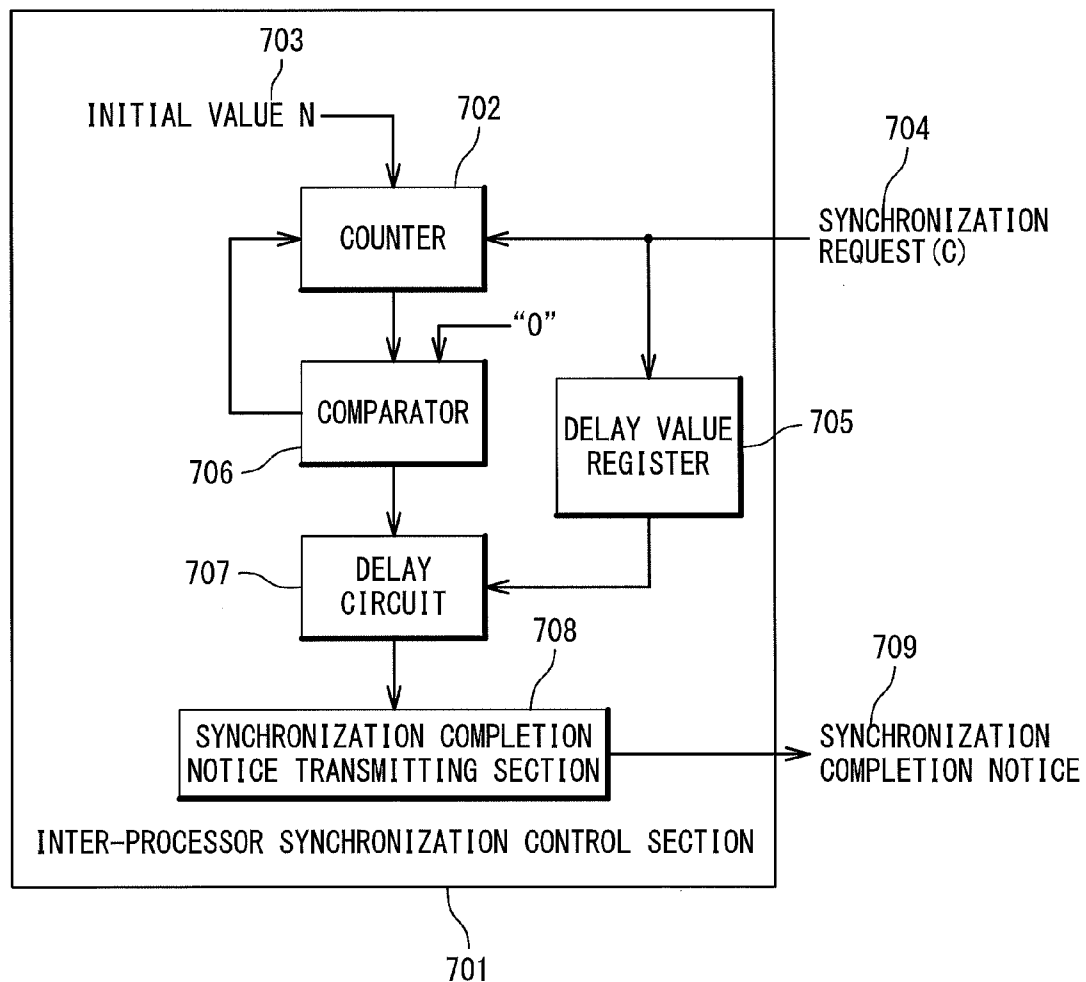 703
INITIAL VALUE N
702
704
COUNTER
SYNCHRONIZATION
REQUEST(C)
"0"
COMPARATOR
706
DELAY VALUE
REGISTER
705
707
DELAY
CIRCUIT
708
709
SYNCHRONIZATION COMPLETION
NOTICE TRANSMITTING SECTION
SYNCHRONIZATION
COMPLETION NOTICE
INTER-PROCESSOR SYNCHRONIZATION CONTROL SECTION
701